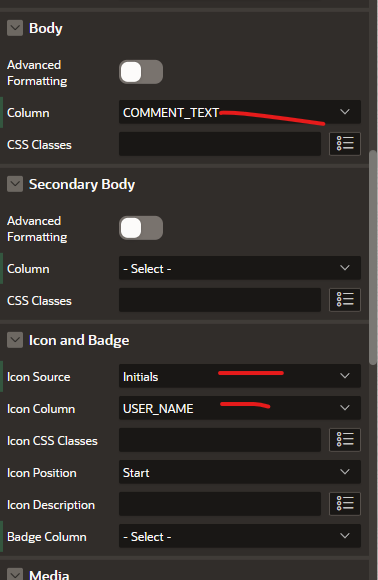 Body
Advanced
Formatting
Column COMMENT_TEXT
CSS Classes
Secondary Body
Advanced
Formatting
Column - Select -
CSS Classes
Icon and Badge
Icon Source Initials
Icon Column USER_NAME
Icon CSS Classes
Icon Position Start
Icon Description
Badge Column - Select -
Media